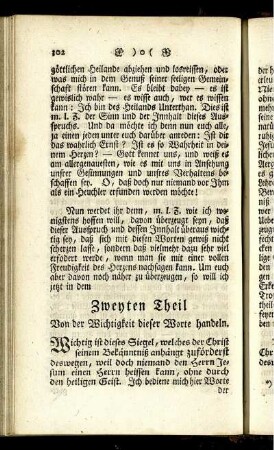 102 )o(
göttlichen Heilande abziehen und losreissen, oder
was mich in dem Genuß seiner seeligen Gemein-
schaft stören kann. Es bleibt dabey — es ist
gewislich wahr — es wisse auch, wer es wissen
kann: Ich bin des Heilands Unterthan. Dies ist
m. l. F. der Sinn und der Innhalt dieses Aus-
spruchs. Und da möchte ich denn nun euch alle,
und einen jeden unter euch darüber anreden: Ist dir
das wahrlich Ernst? Ist es so Wahrheit in dei-
nem Herzen? — Gott kennet uns, und weiß es
am allergenauesten, wie es mit uns in Ansehung
unsrer Gesinnungen und unsres Verhaltens be-
schaffen sey. O, daß doch nur niemand vor Ihm
als ein Heuchler erfunden werden möchte!
Nun werdet ihr denn, m. l. F. wie ich we-
nigstens hoffen will, davon überzeugt seyn, daß
dieser Ausspruch und dessen Innhalt überaus wich-
tig sey, daß sich mit diesen Worten gewiß nicht
scherzen lasse, sondern daß vielmehr dazu sehr viel
erfodert werde, wenn man sie mit einer vollen
Freudigkeit des Herzens nachsagen kann. Um euch
aber davon noch näher zu überzeugen, so will ich
jetzt in dem
Zweyten Theil
Von der Wichtigkeit dieser Worte handeln.
Wichtig ist dieses Siegel, welches der Christ
seinem Bekänntniß anhängt zuförderst
deswegen, weil doch niemand den Herrn Je-
sum einen Herrn heissen kann, ohne durch
den heiligen Geist. Ich bediene mich hier Worte
der